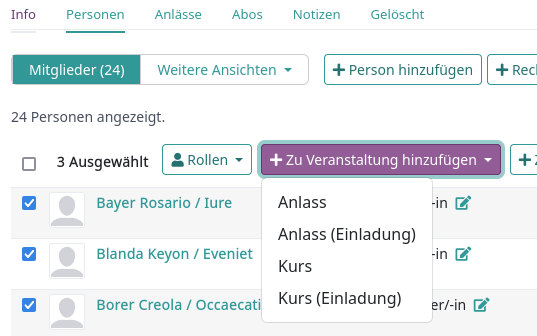 Info Personen Anlässe Abos Notizen Gelöscht
Mitglieder (24) Weitere Ansichten Person hinzufügen
24 Personen angezeigt.
3 Ausgewählt Rollen Zu Veranstaltung hinzufügen
Bayer Rosario / Iure -in
Anlass
Anlass (Einladung)
Blanda Keyon / Eveniet -in
Kurs
Kurs (Einladung)
Borer Creola / Occaecati er/-in